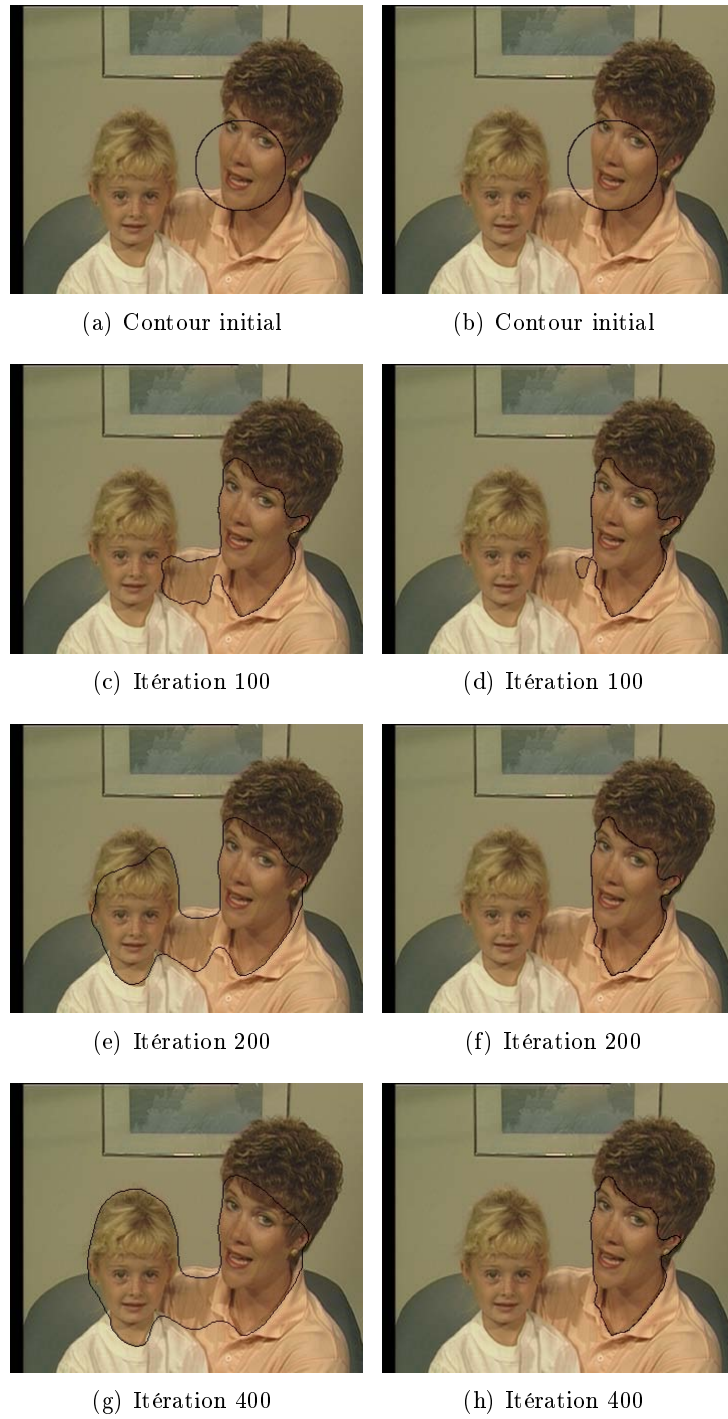 (a) Contour initial
(b) Contour initial
(c) Itération 100
(d) Itération 100
(e) Itération 200
(f) Itération 200
(g) Itération 400
(h) Itération 400